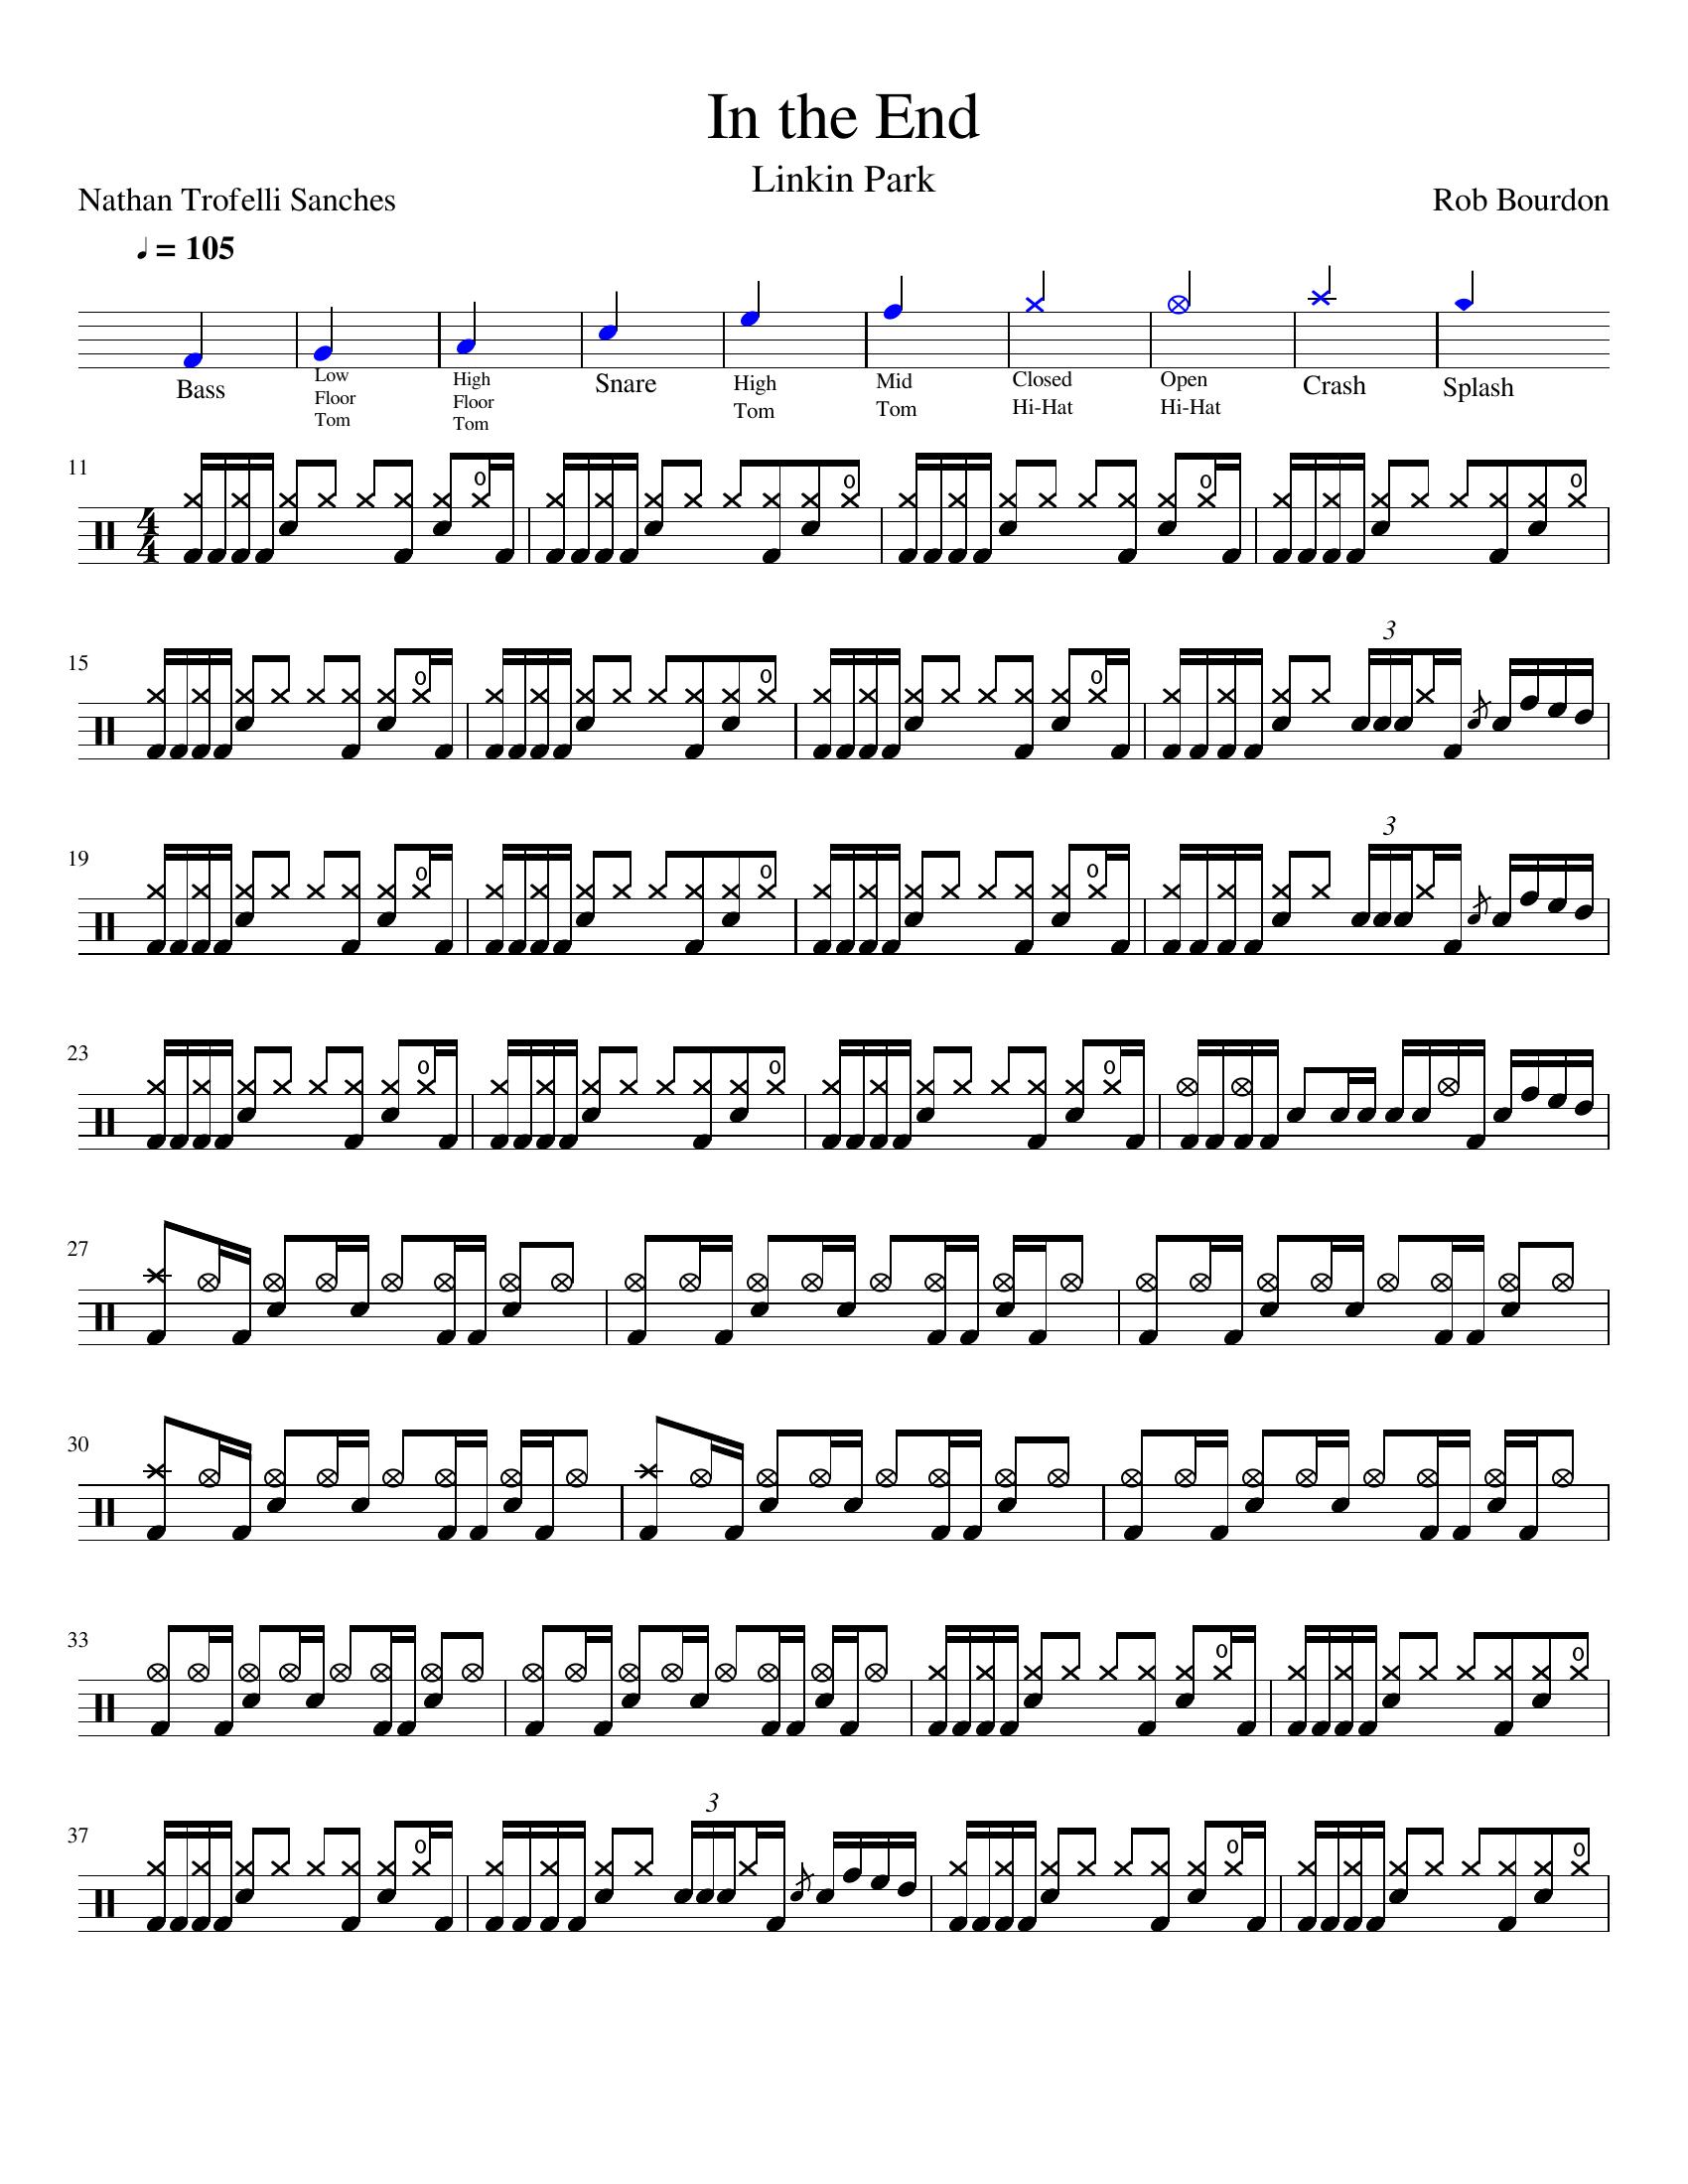 In the End
Linkin Park
Nathan Trofelli Sanches
Rob Bourdon
♩ = 105
Bass
Low
Floor
Tom
High
Floor
Tom
Snare
High
Tom
Mid
Tom
Closed
Hi-Hat
Open
Hi-Hat
Crash
Splash
11
4
4
15
3
19
3
23
27
30
33
37
3